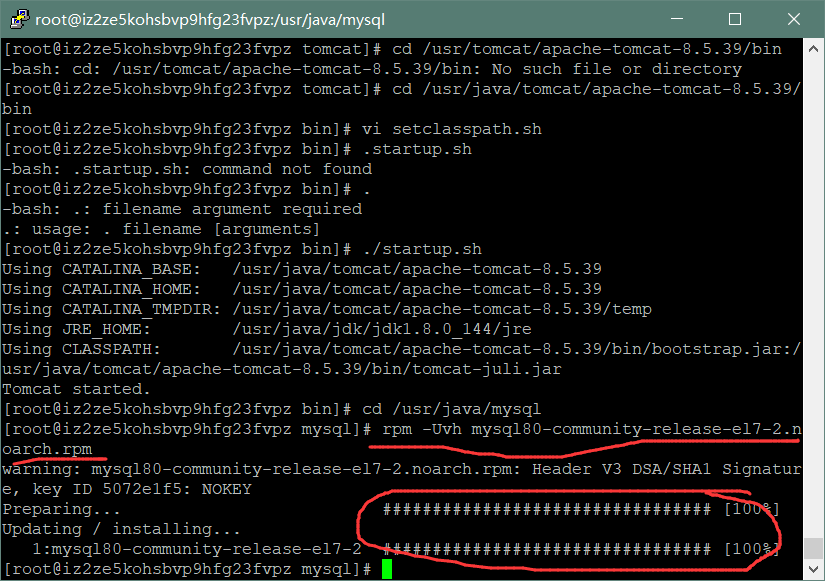 root@iz2ze5kohsbvp9hfg23fvpz:/usr/java/mysql
[root@iz2ze5kohsbvp9hfg23fvpz tomcat]# cd /usr/tomcat/apache-tomcat-8.5.39/bin
-bash: cd: /usr/tomcat/apache-tomcat-8.5.39/bin: No such file or directory
[root@iz2ze5kohsbvp9hfg23fvpz tomcat]# cd /usr/java/tomcat/apache-tomcat-8.5.39/
bin
[root@iz2ze5kohsbvp9hfg23fvpz bin]# vi setclasspath.sh
[root@iz2ze5kohsbvp9hfg23fvpz bin]# .startup.sh
-bash: .startup.sh: command not found
[root@iz2ze5kohsbvp9hfg23fvpz bin]# .
-bash: .: filename argument required
.: usage: . filename [arguments]
[root@iz2ze5kohsbvp9hfg23fvpz bin]# ./startup.sh
Using CATALINA_BASE:   /usr/java/tomcat/apache-tomcat-8.5.39
Using CATALINA_HOME:   /usr/java/tomcat/apache-tomcat-8.5.39
Using CATALINA_TMPDIR: /usr/java/tomcat/apache-tomcat-8.5.39/temp
Using JRE_HOME:        /usr/java/jdk/jdk1.8.0_144/jre
Using CLASSPATH:       /usr/java/tomcat/apache-tomcat-8.5.39/bin/bootstrap.jar:/
usr/java/tomcat/apache-tomcat-8.5.39/bin/tomcat-juli.jar
Tomcat started.
[root@iz2ze5kohsbvp9hfg23fvpz bin]# cd /usr/java/mysql
[root@iz2ze5kohsbvp9hfg23fvpz mysql]# rpm -Uvh mysql80-community-release-el7-2.n
oarch.rpm
warning: mysql80-community-release-el7-2.noarch.rpm: Header V3 DSA/SHA1 Signatur
e, key ID 5072e1f5: NOKEY
Preparing...                          ################################# [100%]
Updating / installing...
   1:mysql80-community-release-el7-2  ################################# [100%]
[root@iz2ze5kohsbvp9hfg23fvpz mysql]#